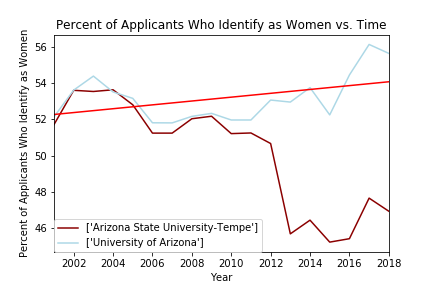 Percent of Applicants Who Identify as Women vs. Time
Percent of Applicants Who Identify as Women
56
54
52
50
48
46
['Arizona State University-Tempe']
['University of Arizona']
2002 2004 2006 2008 2010 2012 2014 2016 2018
Year